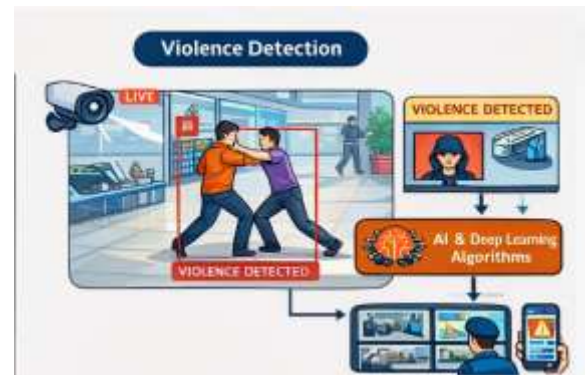 Violence Detection
LIVE
VIOLENCE DETECTED
VIOLENCE DETECTED
AI & Deep Learning
Algorithms